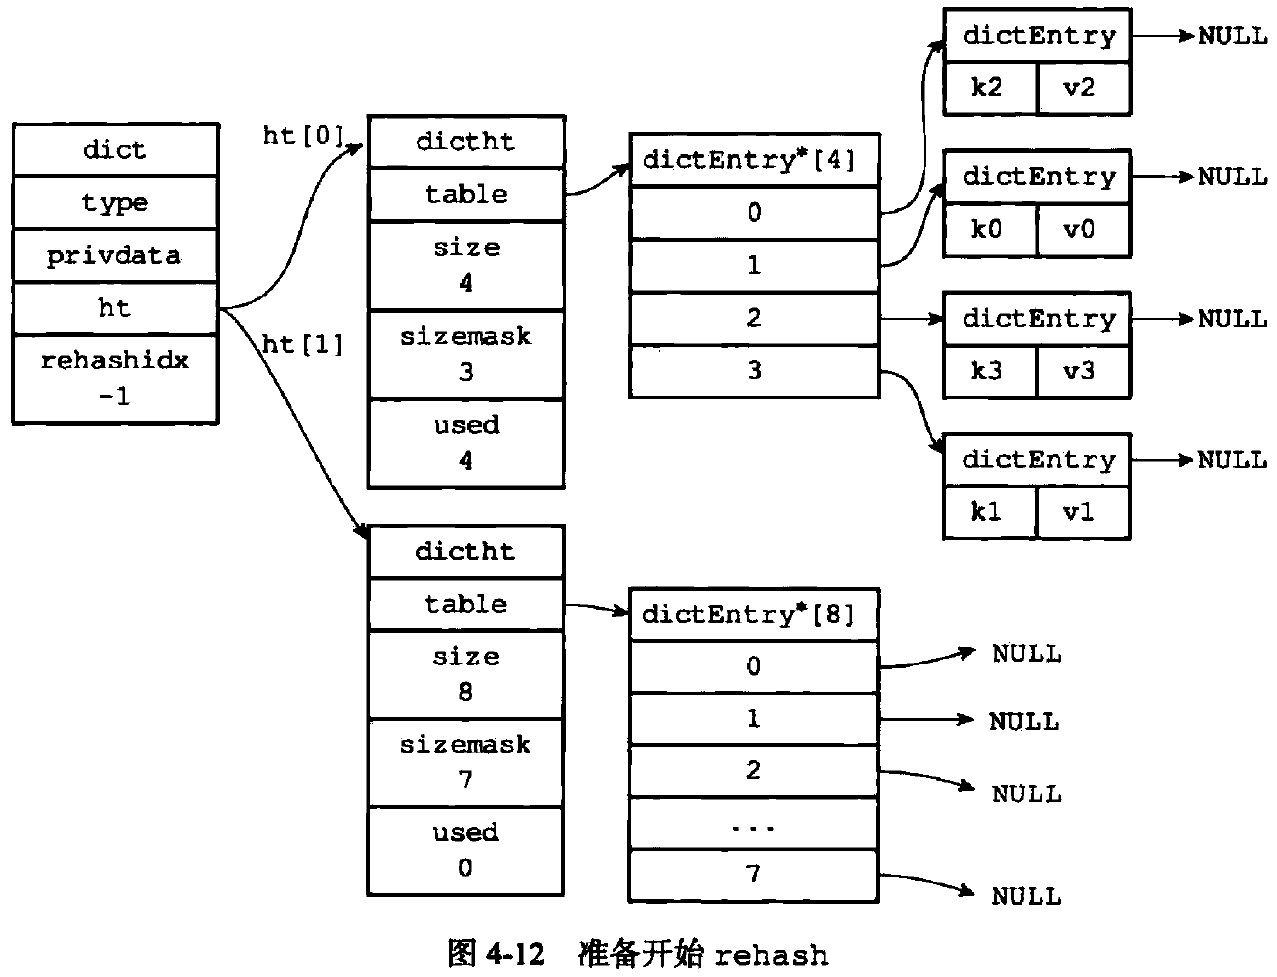 dict
type
privdata
ht
rehashidx
-1
ht[0]
ht[1]
dictht
table
size
4
sizemask
3
used
4
dictEntry*[4]
0
1
2
3
dictEntry
k2 v2
NULL
dictEntry
k0 v0
NULL
dictEntry
k3 v3
NULL
dictEntry
k1 v1
NULL
dictht
table
size
8
sizemask
7
used
0
dictEntry*[8]
0
1
2
...
7
NULL
NULL
NULL
NULL
图 4-12 准备开始 rehash